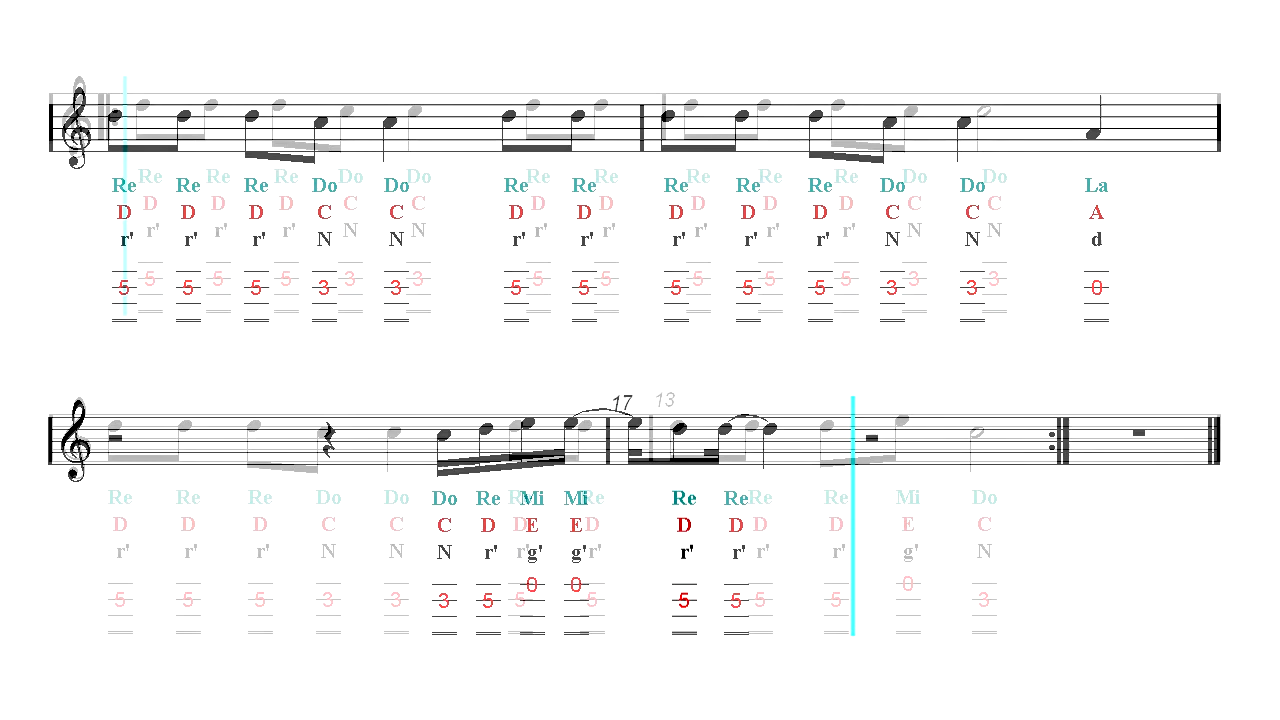 Re Re Re Do Do Re Re Re Re Re Do Do La
D D D C C D D D D D C C A
r' r' r' N N r' r' r' r' r' N N d
5 5 5 3 3 5 5 5 5 5 3 3 0
Re Re Re Do Do Re Re Re Re Re Do Do
D D D C C D D D D D C C
r' r' r' N N r' r' r' r' r' N N
5 5 5 3 3 5 5 5 5 5 3 3
17
Do Re Mi Mi Re Re
C D E E D D
N r' g' g' r' r'
3 5 0 0 5 5
13
Re Re Re Do Do Re Re Re Re Mi Do
D D D C C D D D D E C
r' r' r' N N r' r' r' r' g' N
5 5 5 3 3 5 5 5 5 0 3